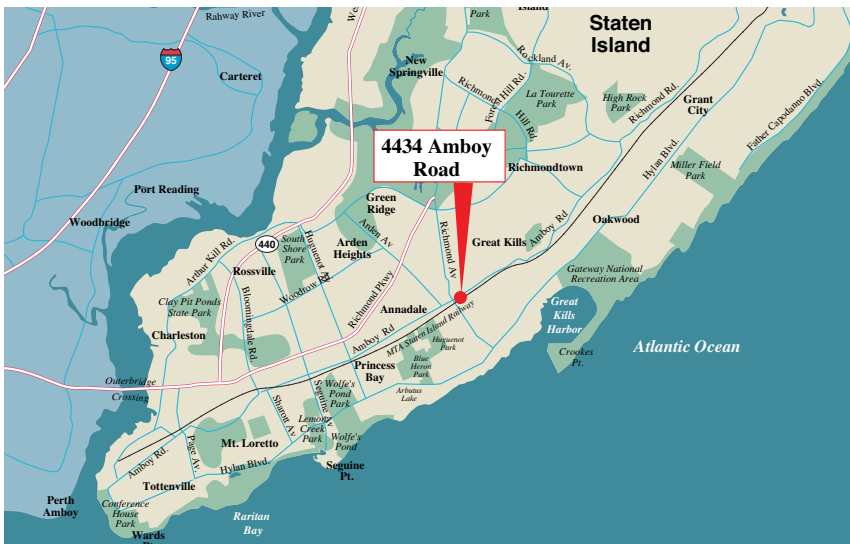 Rahway River
Park
Island
Staten
Island
95
Carteret
New
Springville
Rockland Av.
Richmond
Forest Hill Rd.
Hill Rd.
La Tourette
Park
High Rock
Park
Richmond Rd.
Grant
City
Father Capodanno Blvd.
Hylan Blvd.
Miller Field
Park
4434 Amboy
Road
Richmondtown
Port Reading
Woodbridge
Green
Ridge
Oakwood
440
South
Shore
Park
Huguenot Av
Arden
Heights
Arden Av
Richmond Av
Great Kills
Amboy Rd
Arthur Kill Rd.
Rossville
Woodrow Rd
Gateway National
Recreation Area
Clay Pit Ponds
State Park
Bloomingdale Rd.
Richmond Pkwy
Annadale
Great
Kills
Harbor
Charleston
Amboy Rd
MTA Staten Island Railway
Huguenot
Park
Atlantic Ocean
Crookes
Pt.
Princess
Bay
Blue
Heron
Park
Outerbridge
Crossing
Wolfe's
Pond
Park
Arbutus
Lake
Sharott Av
Seguine Av
Lemon
Creek
Park
Wolfe's
Pond
Mt. Loretto
Page Av.
Amboy Rd.
Hylan Blvd.
Seguine
Pt.
Tottenville
Perth
Amboy
Conference
House
Park
Raritan
Bay
Wards